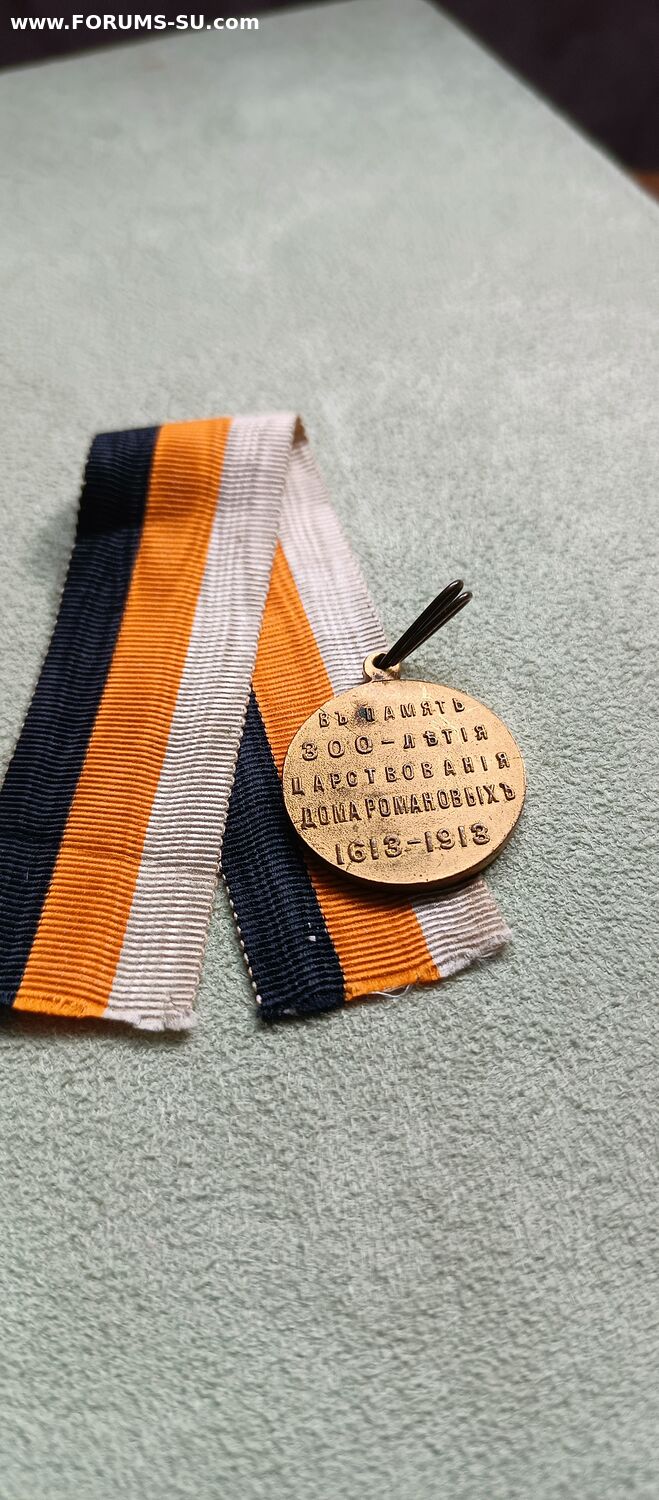 www.FORUMS-SU.com
ВЪ ПАМЯТЬ
300-ЛѢТІЯ
ЦАРСТВОВАНІЯ
ДОМА РОМАНОВЫХЪ
1613-1913